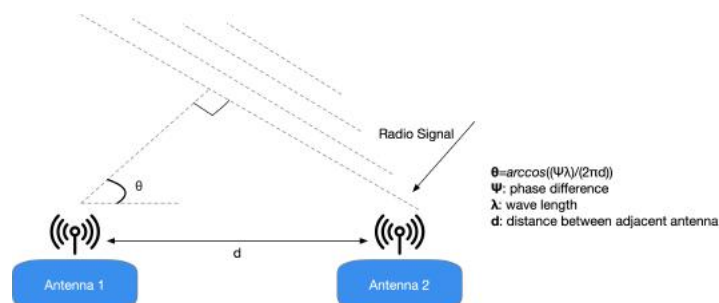 Radio Signal
θ=arccos((Ψλ)/(2πd))
Ψ: phase difference
λ: wave length
d: distance between adjacent antenna
θ
d
Antenna 1
Antenna 2